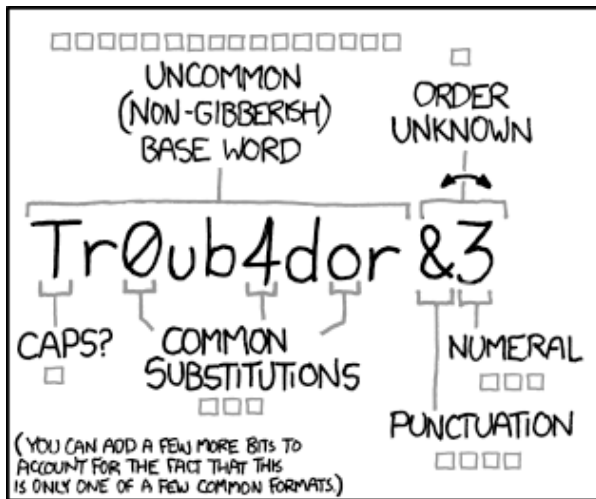 UNCOMMON
(NON-GIBBERISH)
BASE WORD
ORDER
UNKNOWN
Tr0ub4dor &3
CAPS?
COMMON
SUBSTITUTIONS
NUMERAL
PUNCTUATION
(YOU CAN ADD A FEW MORE BITS TO
ACCOUNT FOR THE FACT THAT THIS
IS ONLY ONE OF A FEW COMMON FORMATS.)